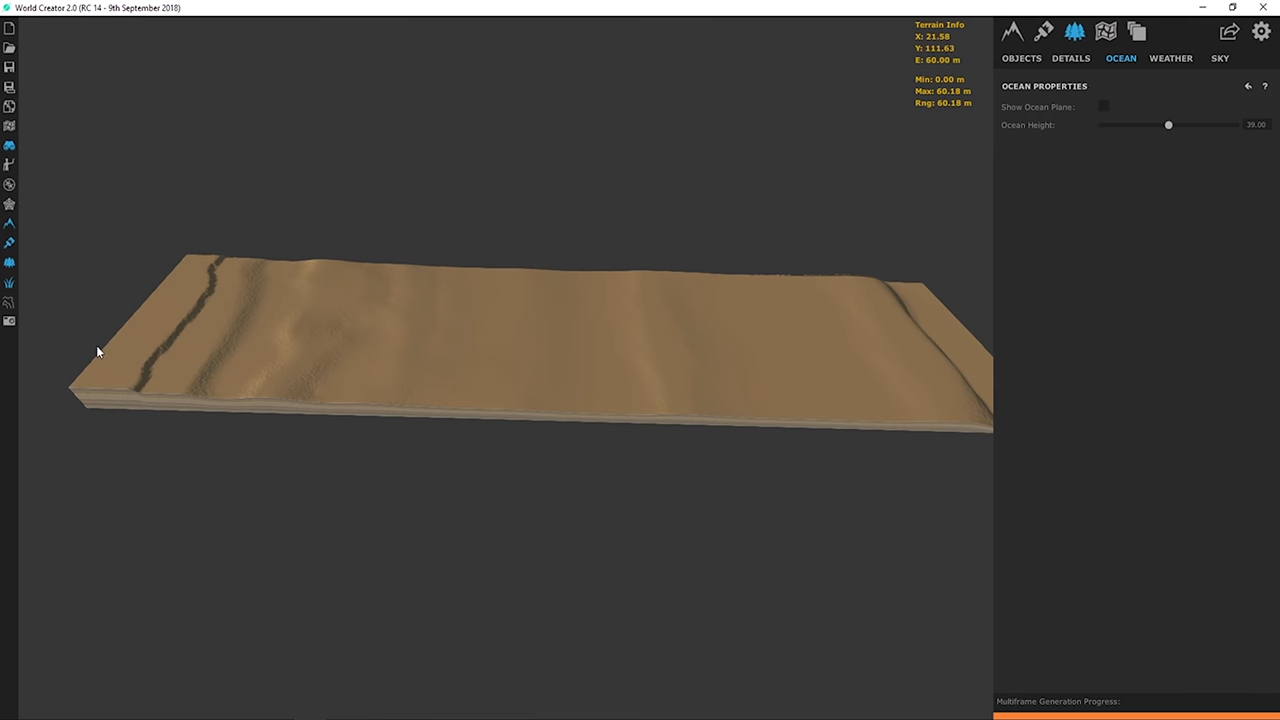 World Creator 2.0 (RC 14 - 9th September 2018)
Terrain Info
X: 21.58
Y: 111.63
E: 60.00 m
Min: 0.00 m
Max: 60.18 m
Rng: 60.18 m
OBJECTS DETAILS OCEAN WEATHER SKY
OCEAN PROPERTIES ?
Show Ocean Plane:
Ocean Height: 39.00
Multiframe Generation Progress: